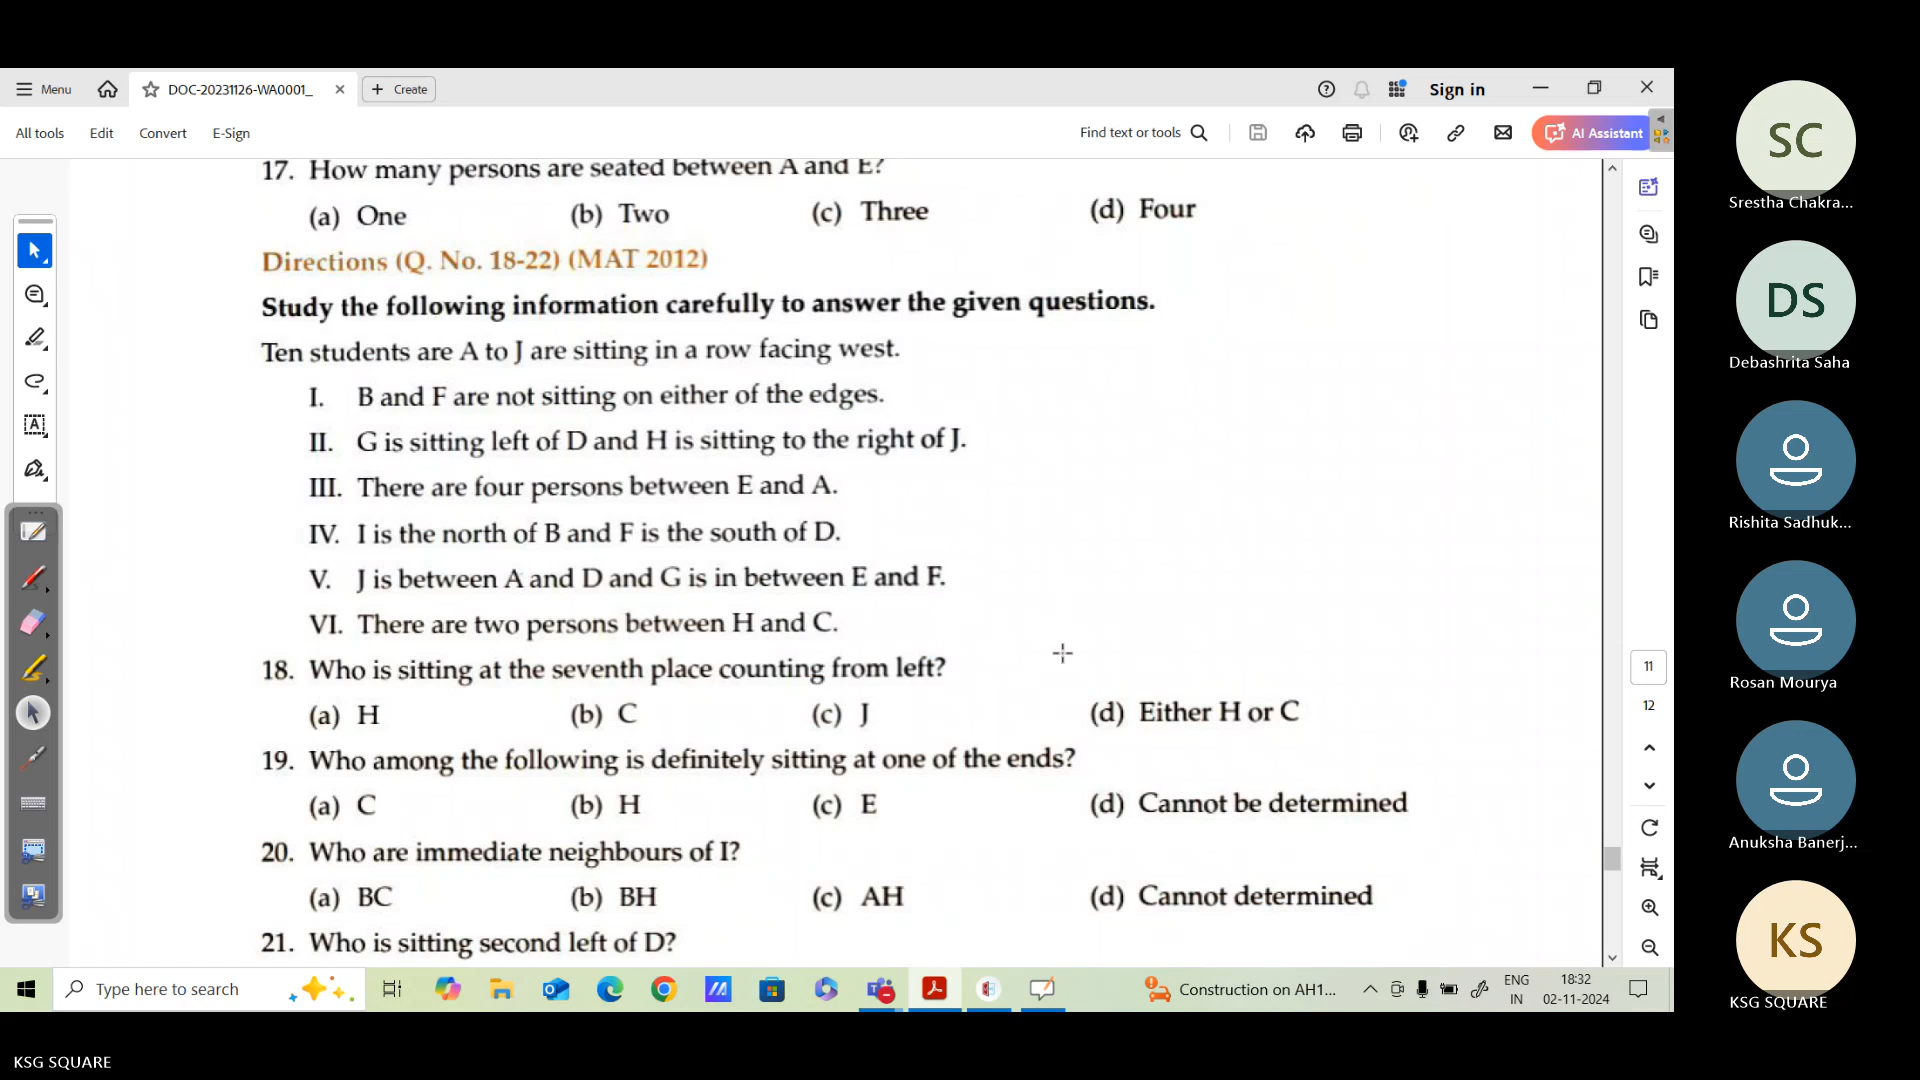 Menu
DOC-20231126-WA0001_
Create
Sign in
All tools
Edit
Convert
E-Sign
Find text or tools
AI Assistant
17. How many persons are seated between A and E?
(a) One (b) Two (c) Three (d) Four
Directions (Q. No. 18-22) (MAT 2012)
Study the following information carefully to answer the given questions.
Ten students are A to J are sitting in a row facing west.
I. B and F are not sitting on either of the edges.
II. G is sitting left of D and H is sitting to the right of J.
III. There are four persons between E and A.
IV. I is the north of B and F is the south of D.
V. J is between A and D and G is in between E and F.
VI. There are two persons between H and C.
18. Who is sitting at the seventh place counting from left?
(a) H (b) C (c) J (d) Either H or C
19. Who among the following is definitely sitting at one of the ends?
(a) C (b) H (c) E (d) Cannot be determined
20. Who are immediate neighbours of I?
(a) BC (b) BH (c) AH (d) Cannot determined
21. Who is sitting second left of D?
11
12
SC
Srestha Chakra...
DS
Debashrita Saha
Rishita Sadhuk...
Rosan Mourya
Anuksha Banerj...
KS
KSG SQUARE
Type here to search
Construction on AH1...
ENG
IN
18:32
02-11-2024
KSG SQUARE